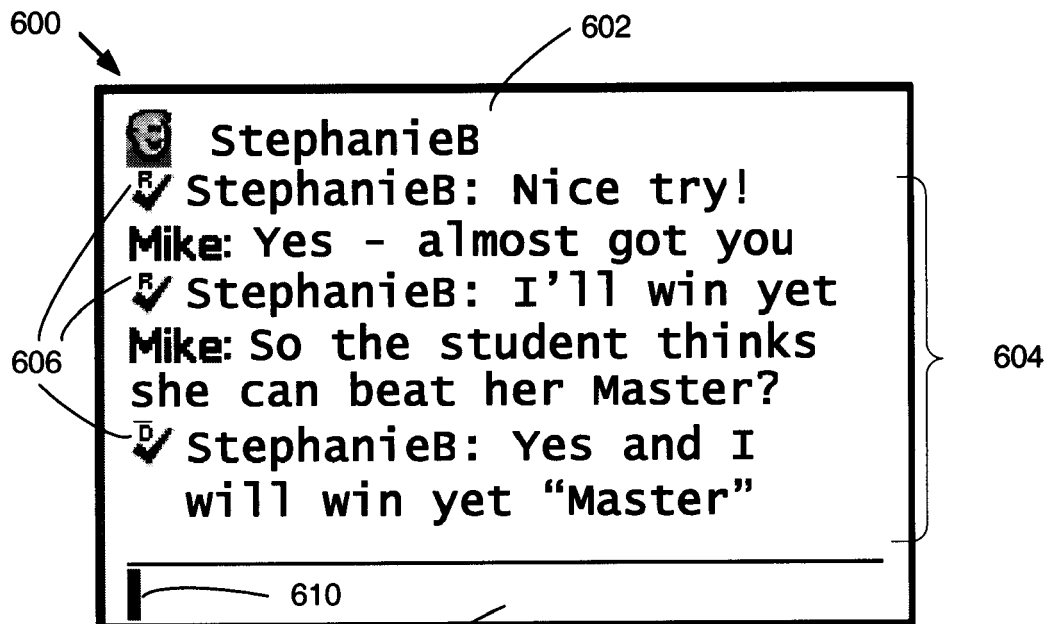 600
602
StephanieB
R StephanieB: Nice try!
Mike: Yes - almost got you
R StephanieB: I'll win yet
Mike: So the student thinks
606
604
she can beat her Master?
D StephanieB: Yes and I
will win yet “Master”
610